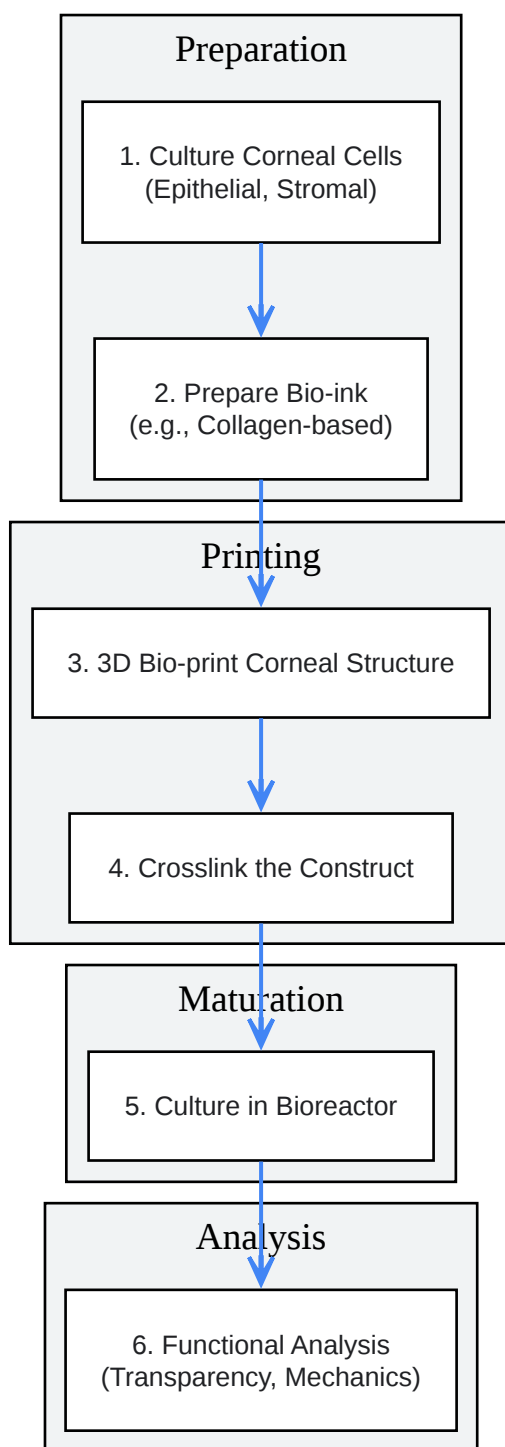 Preparation
1. Culture Corneal Cells
(Epithelial, Stromal)
2. Prepare Bio-ink
(e.g., Collagen-based)
Printing
3. 3D Bio-print Corneal Structure
4. Crosslink the Construct
Maturation
5. Culture in Bioreactor
Analysis
6. Functional Analysis
(Transparency, Mechanics)